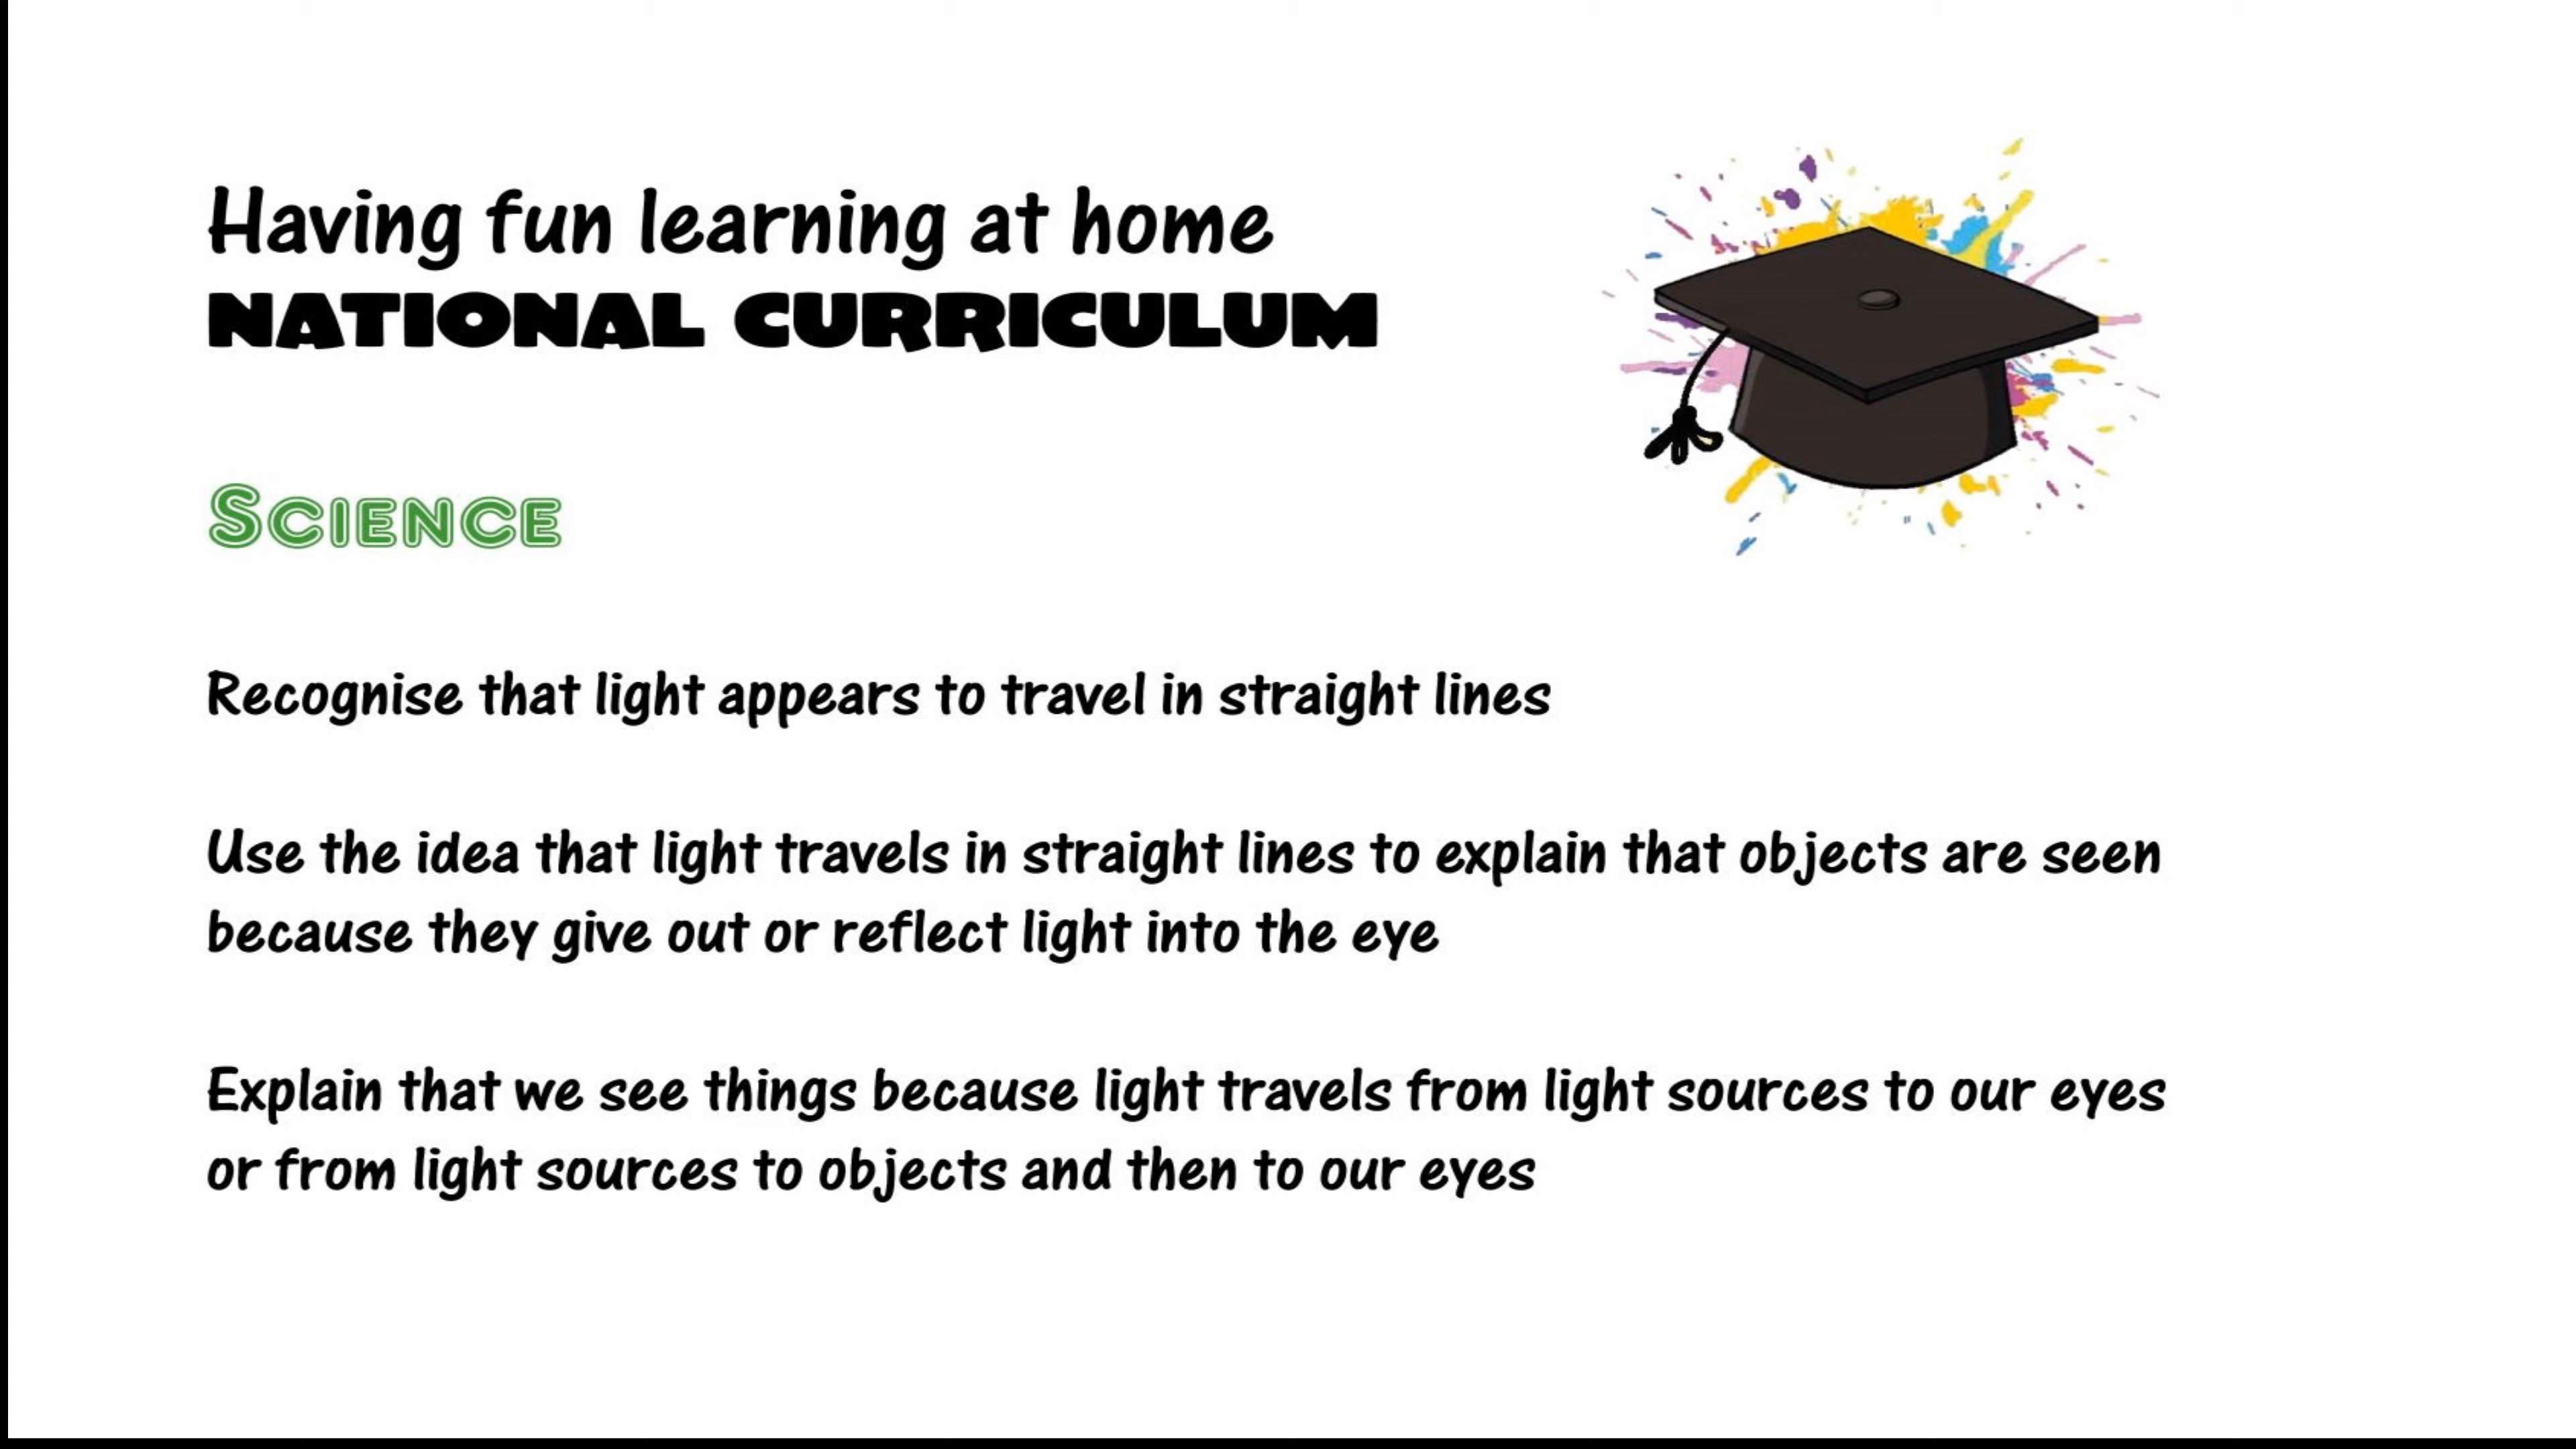 Having fun learning at home
NATIONAL CURRICULUM
SCIENCE
Recognise that light appears to travel in straight lines
Use the idea that light travels in straight lines to explain that objects are seen
because they give out or reflect light into the eye
Explain that we see things because light travels from light sources to our eyes
or from light sources to objects and then to our eyes